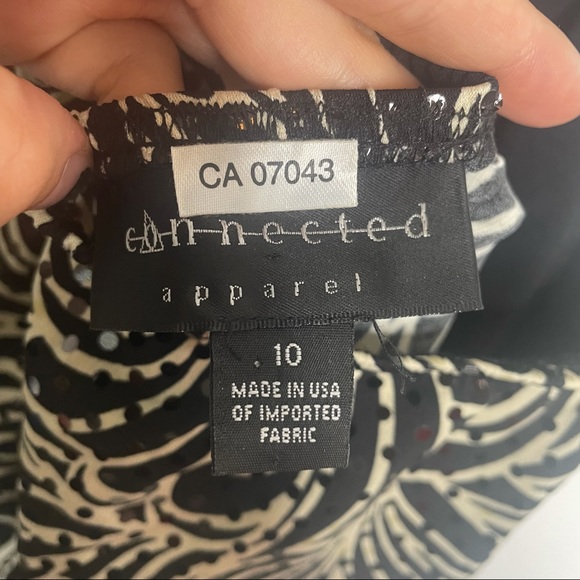 CA 07043
connected
apparel
10
MADE IN USA
OF IMPORTED
FABRIC